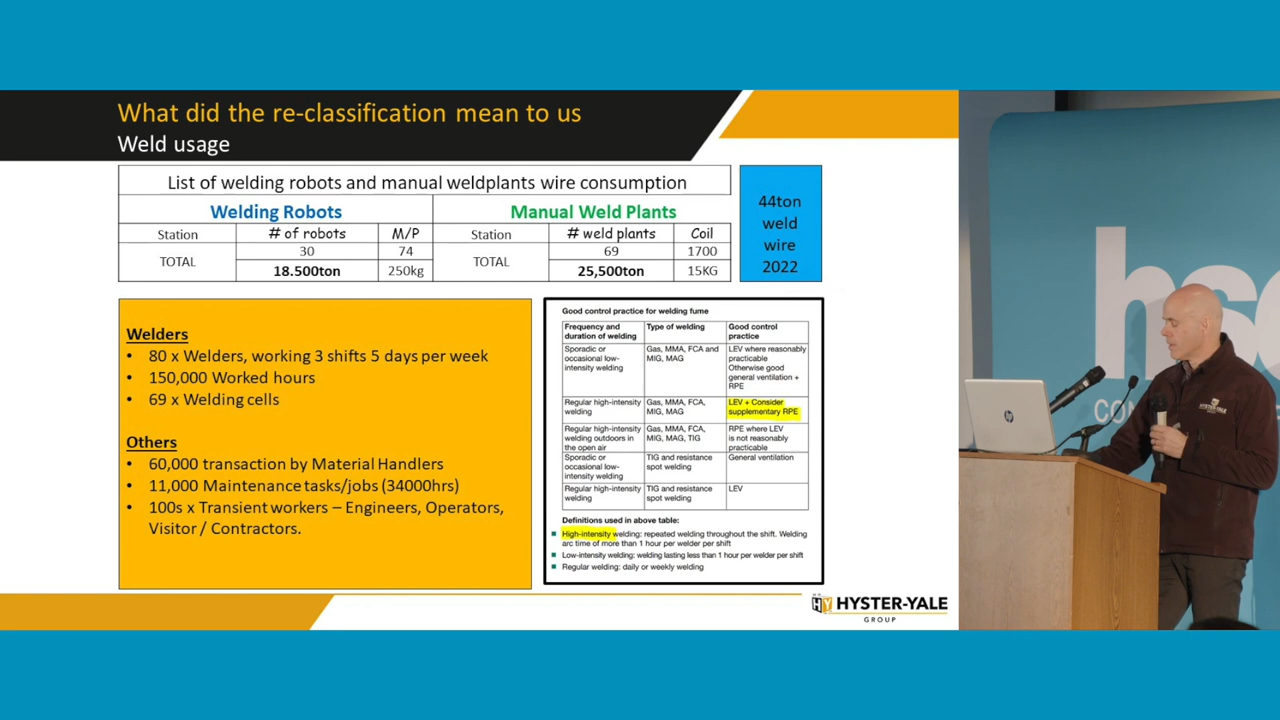 What did the re-classification mean to us
Weld usage
List of welding robots and manual weldplants wire consumption
Welding Robots
Manual Weld Plants
Station
# of robots
M/P
Station
# weld plants
Coil
TOTAL
30
74
TOTAL
69
1700
18.500ton
250kg
25,500ton
15KG
44ton
weld
wire
2022
Welders
• 80 x Welders, working 3 shifts 5 days per week
• 150,000 Worked hours
• 69 x Welding cells
Others
• 60,000 transaction by Material Handlers
• 11,000 Maintenance tasks/jobs (34000hrs)
• 100s x Transient workers – Engineers, Operators,
Visitor / Contractors.
Good control practice for welding fume
Frequency and
duration of welding
Type of welding
Good control
practice
Sporadic or
occasional low-
intensity welding
Gas, MMA, FCA and
MIG, MAG
LEV where reasonably
practicable
Otherwise good
general ventilation +
RPE
Regular high-intensity
welding
Gas, MMA, FCA,
MIG, MAG
LEV + Consider
supplementary RPE
Regular high-intensity
welding outdoors in
the open air
Gas, MMA, FCA,
MIG, MAG, TIG
RPE where LEV
is not reasonably
practicable
Sporadic or
occasional low-
intensity welding
TIG and resistance
spot welding
General ventilation
Regular high-intensity
welding
TIG and resistance
spot welding
LEV
Definitions used in above table:
High-intensity welding: repeated welding throughout the shift. Welding
arc time of more than 1 hour per welder per shift
Low-intensity welding: welding lasting less than 1 hour per welder per shift
Regular welding: daily or weekly welding
HY HYSTER-YALE
GROUP
hs
CON
hp
HYSTER-YALE